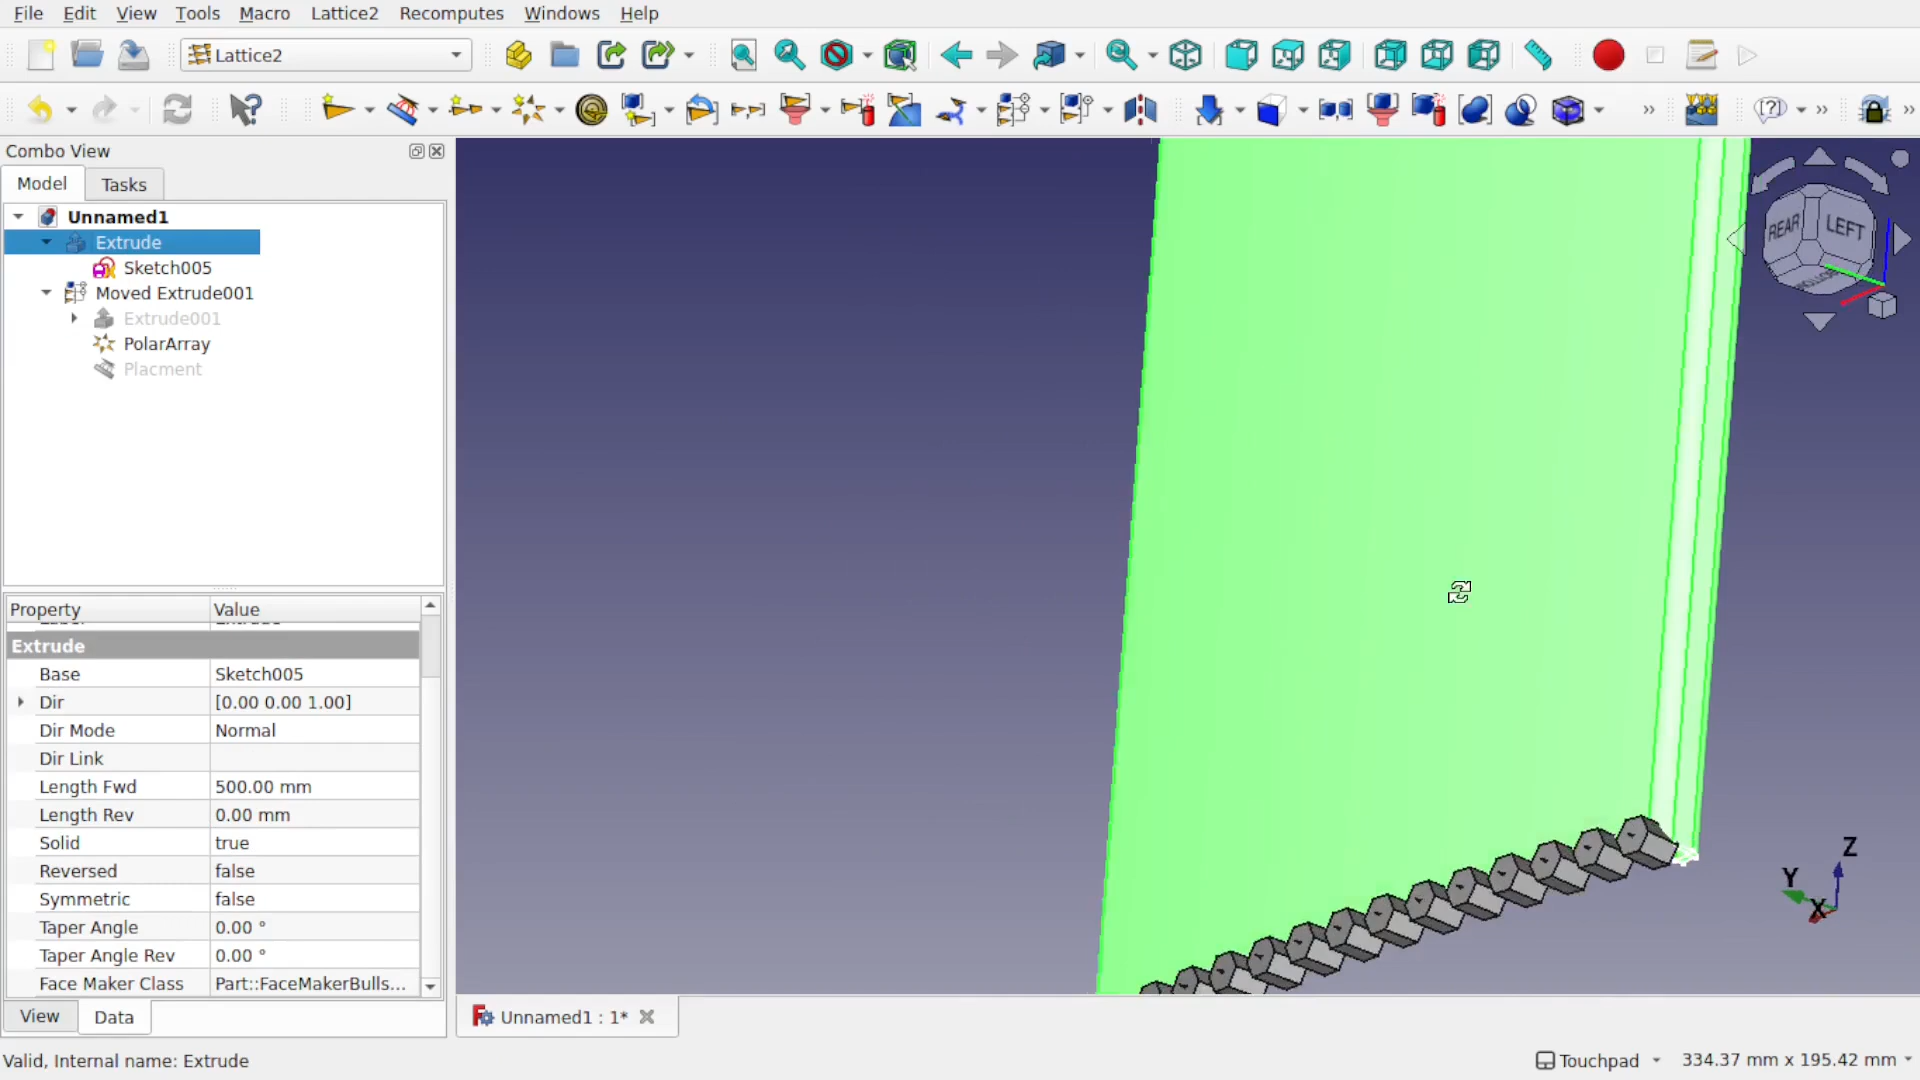 File Edit View Tools Macro Lattice2 Recomputes Windows Help
Lattice2
Combo View
Model Tasks
Unnamed1
Extrude
Sketch005
Moved Extrude001
Extrude001
PolarArray
Placment
Property Value
Extrude
Base Sketch005
Dir [0.00 0.00 1.00]
Dir Mode Normal
Dir Link
Length Fwd 500.00 mm
Length Rev 0.00 mm
Solid true
Reversed false
Symmetric false
Taper Angle 0.00 °
Taper Angle Rev 0.00 °
Face Maker Class Part::FaceMakerBulls...
View Data
REAR LEFT
Z
Y
X
Unnamed1 : 1*
Valid, Internal name: Extrude
Touchpad 334.37 mm x 195.42 mm